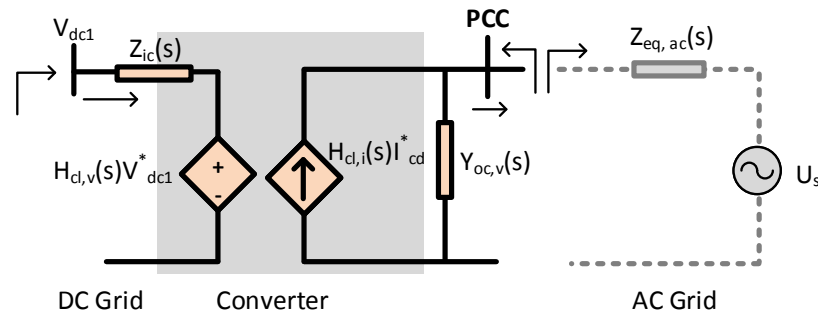 V_dc1
Z_ic(s)
PCC
Z_eq, ac(s)
H_cl,v(s)V*_dc1
+
-
H_cl,i(s)I*_cd
Y_oc,v(s)
U_s
DC Grid
Converter
AC Grid